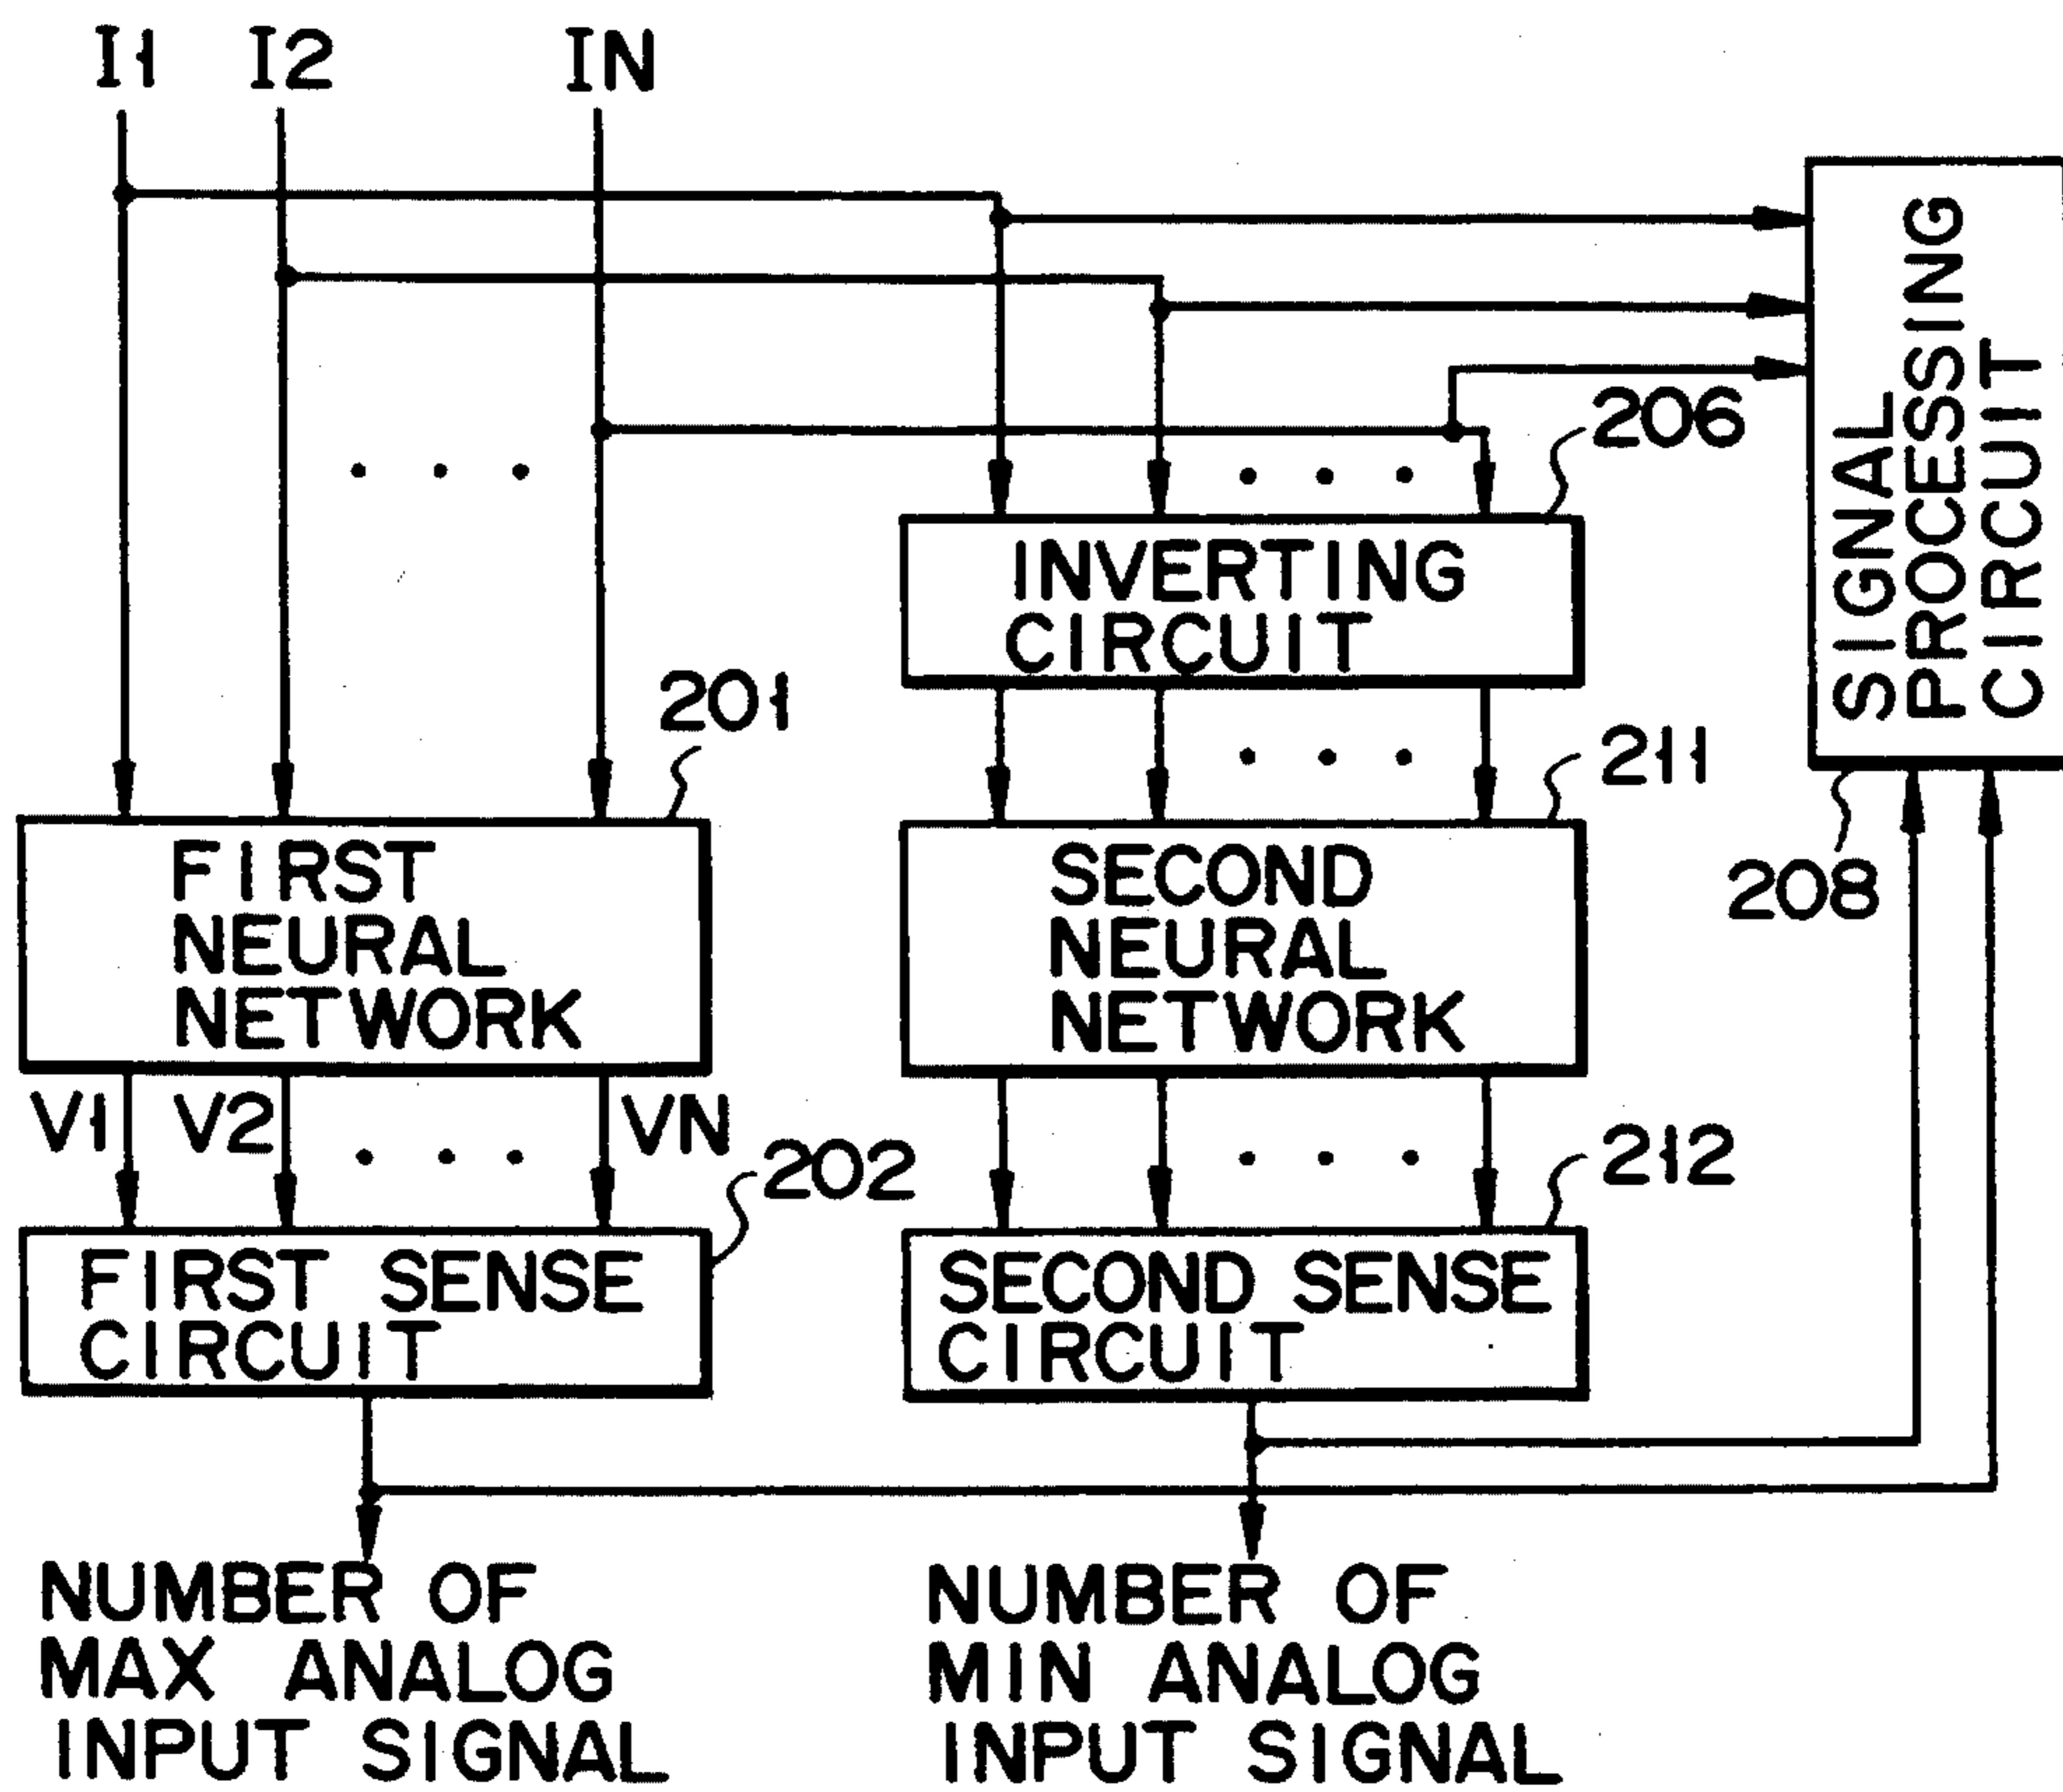 I1 I2 IN
SIGNAL
PROCESSING
CIRCUIT
206
INVERTING
CIRCUIT
201
211
208
FIRST
NEURAL
NETWORK
SECOND
NEURAL
NETWORK
V1 V2 VN
202
212
FIRST SENSE
CIRCUIT
SECOND SENSE
CIRCUIT
NUMBER OF
MAX ANALOG
INPUT SIGNAL
NUMBER OF
MIN ANALOG
INPUT SIGNAL